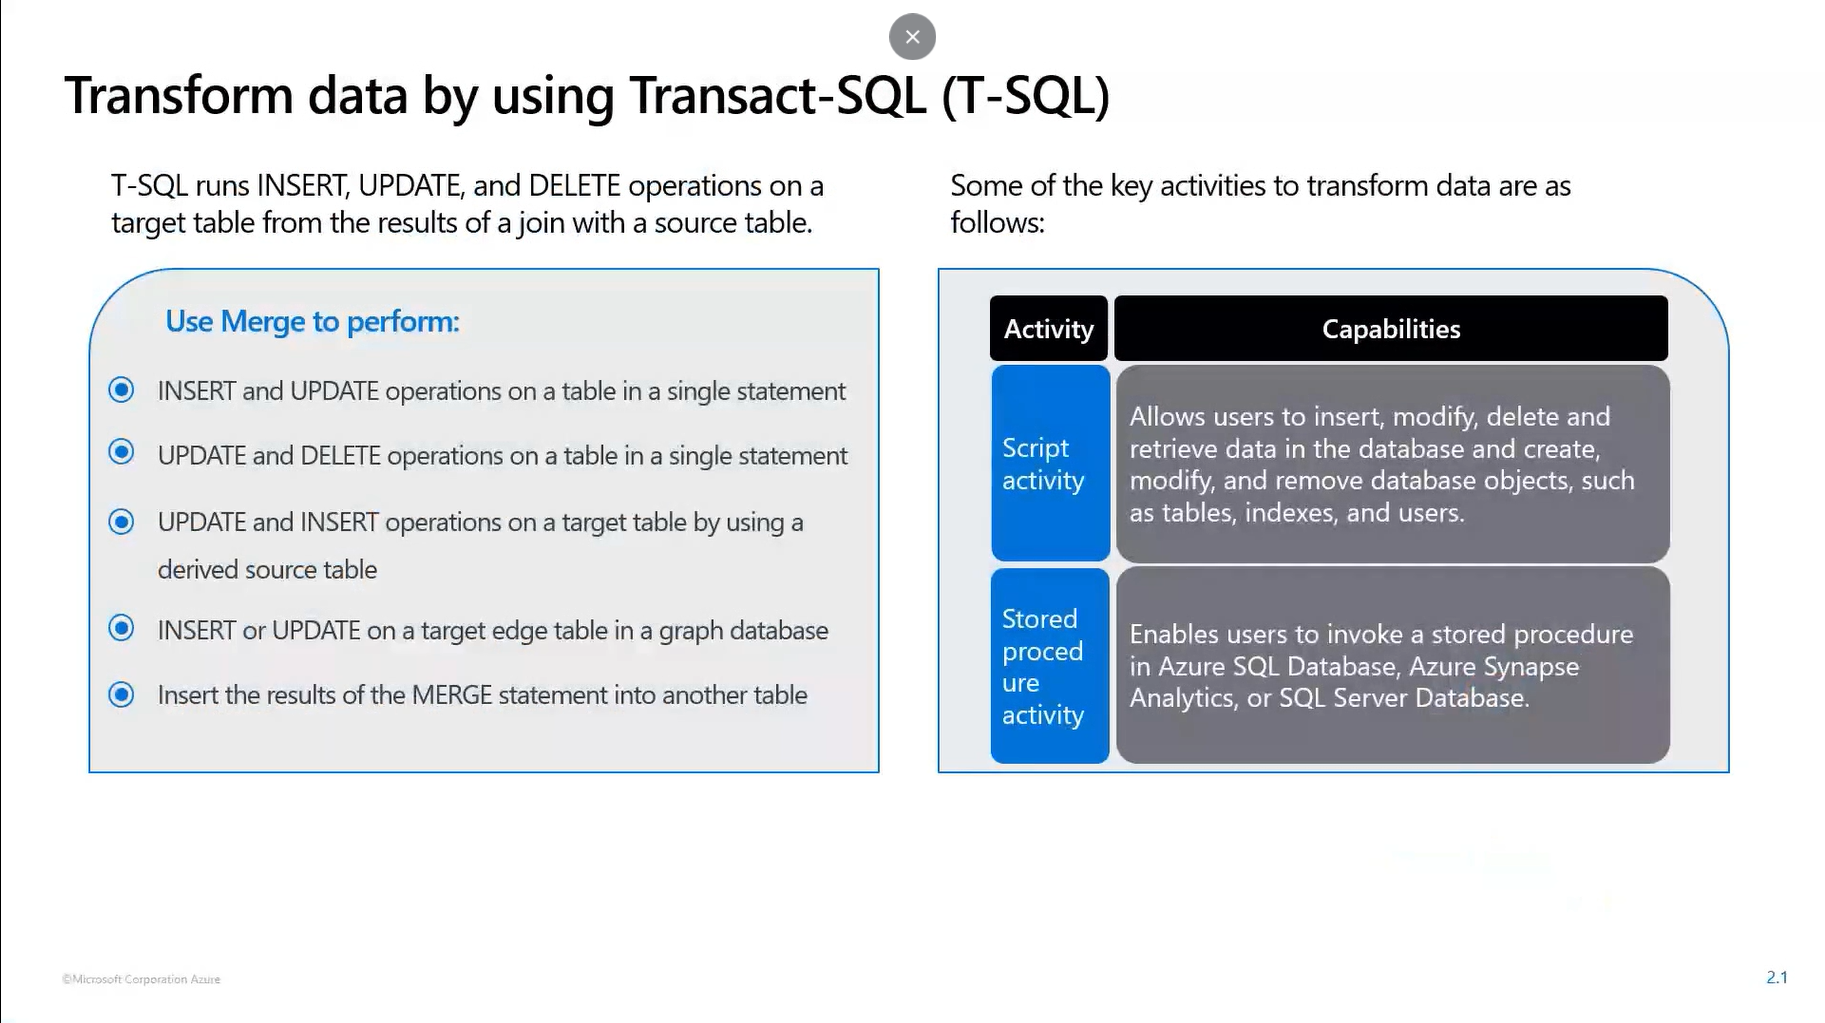 Transform data by using Transact-SQL (T-SQL)
T-SQL runs INSERT, UPDATE, and DELETE operations on a
target table from the results of a join with a source table.
Use Merge to perform:
INSERT and UPDATE operations on a table in a single statement
UPDATE and DELETE operations on a table in a single statement
UPDATE and INSERT operations on a target table by using a
derived source table
INSERT or UPDATE on a target edge table in a graph database
Insert the results of the MERGE statement into another table
Some of the key activities to transform data are as
follows:
Activity
Capabilities
Script
activity
Allows users to insert, modify, delete and
retrieve data in the database and create,
modify, and remove database objects, such
as tables, indexes, and users.
Stored
proced
ure
activity
Enables users to invoke a stored procedure
in Azure SQL Database, Azure Synapse
Analytics, or SQL Server Database.
©Microsoft Corporation Azure
2.1